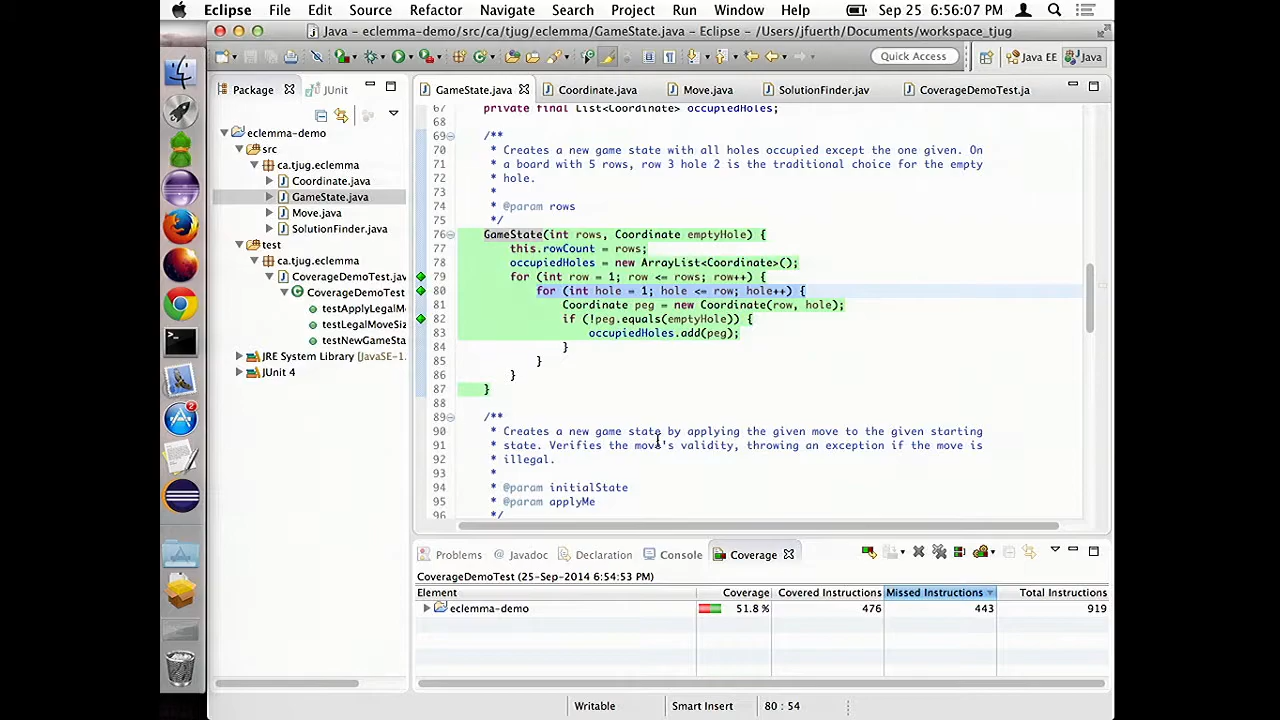 Eclipse File Edit Source Refactor Navigate Search Project Run Window Help Sep 25 6:56:07 PM
Java - eclemma-demo/src/ca/tjug/eclemma/GameState.java - Eclipse - /Users/jfuerth/Documents/workspace_tjug
Quick Access Java EE Java
Package JUnit
GameState.java Coordinate.java Move.java SolutionFinder.jav CoverageDemoTest.ja
eclemma-demo
src
ca.tjug.eclemma
Coordinate.java
GameState.java
Move.java
SolutionFinder.java
test
ca.tjug.eclemma
CoverageDemoTest.jav
CoverageDemoTest
testApplyLegalM
testLegalMoveSiz
testNewGameSta
JRE System Library [JavaSE-1.
JUnit 4
2
67 private final List<Coordinate> occupiedHoles;
68
69 /**
70 * Creates a new game state with all holes occupied except the one given. On
71 * a board with 5 rows, row 3 hole 2 is the traditional choice for the empty
72 * hole.
73 *
74 * @param rows
75 */
76 GameState(int rows, Coordinate emptyHole) {
77 this.rowCount = rows;
78 occupiedHoles = new ArrayList<Coordinate>();
79 for (int row = 1; row <= rows; row++) {
80 for (int hole = 1; hole <= row; hole++) {
81 Coordinate peg = new Coordinate(row, hole);
82 if (!peg.equals(emptyHole)) {
83 occupiedHoles.add(peg);
84 }
85 }
86 }
87 }
88
89 /**
90 * Creates a new game state by applying the given move to the given starting
91 * state. Verifies the move's validity, throwing an exception if the move is
92 * illegal.
93 *
94 * @param initialState
95 * @param applyMe
96 */
Problems Javadoc Declaration Console Coverage
CoverageDemoTest (25-Sep-2014 6:54:53 PM)
Element Coverage Covered Instructions Missed Instructions Total Instructions
eclemma-demo 51.8 % 476 443 919
Writable Smart Insert 80 : 54